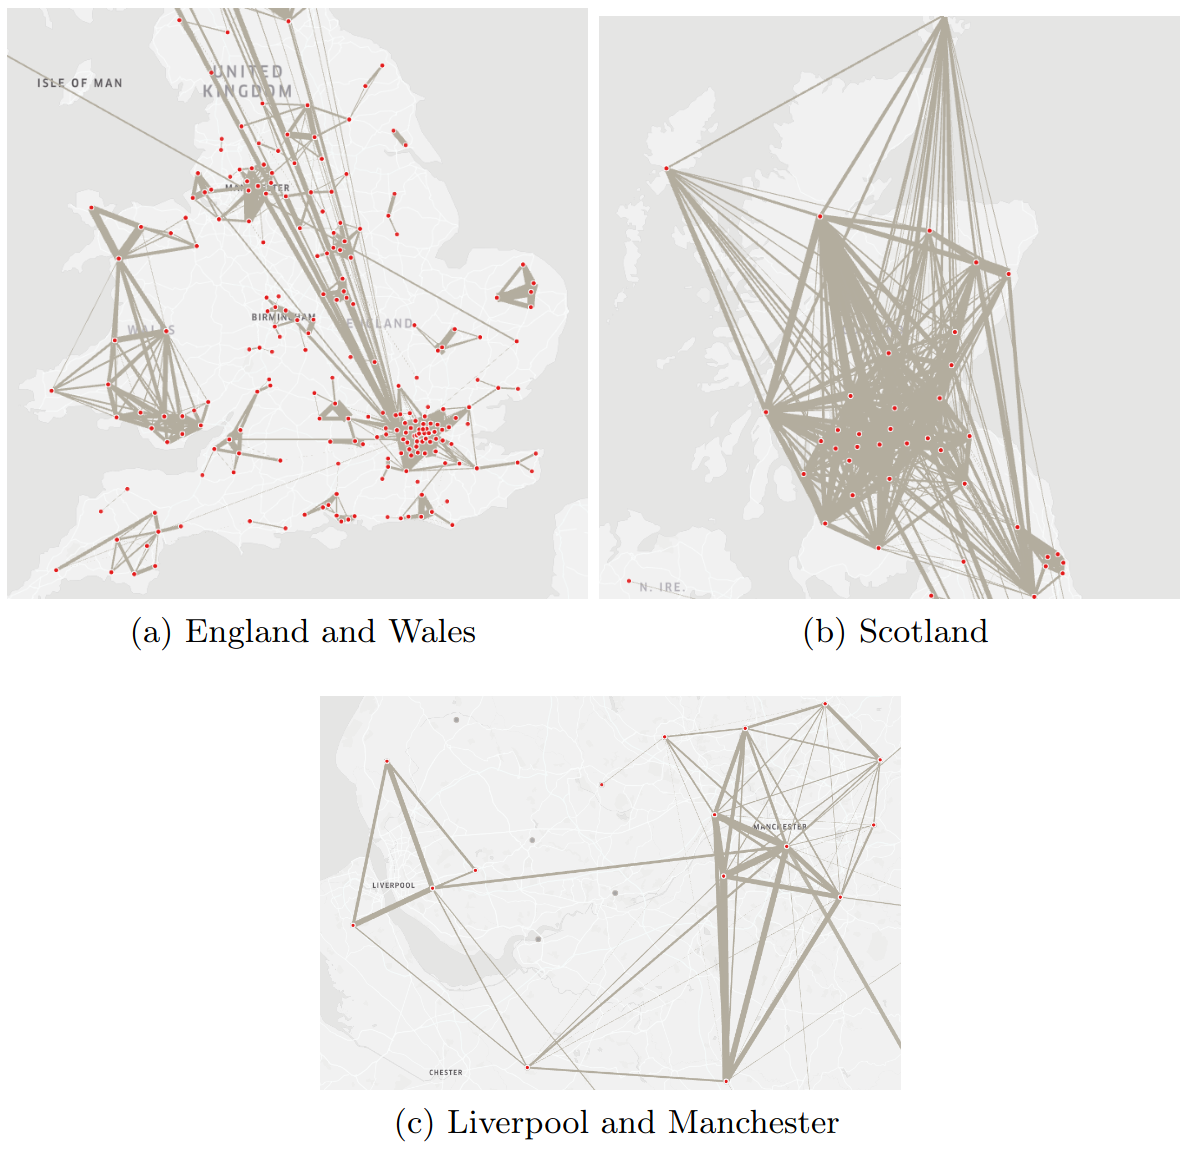 ISLE OF MAN
UNITED
KINGDOM
MANCHESTER
WALES
BIRMINGHAM
ENGLAND
N. IRE.
(a) England and Wales
(b) Scotland
MANCHESTER
LIVERPOOL
CHESTER
(c) Liverpool and Manchester